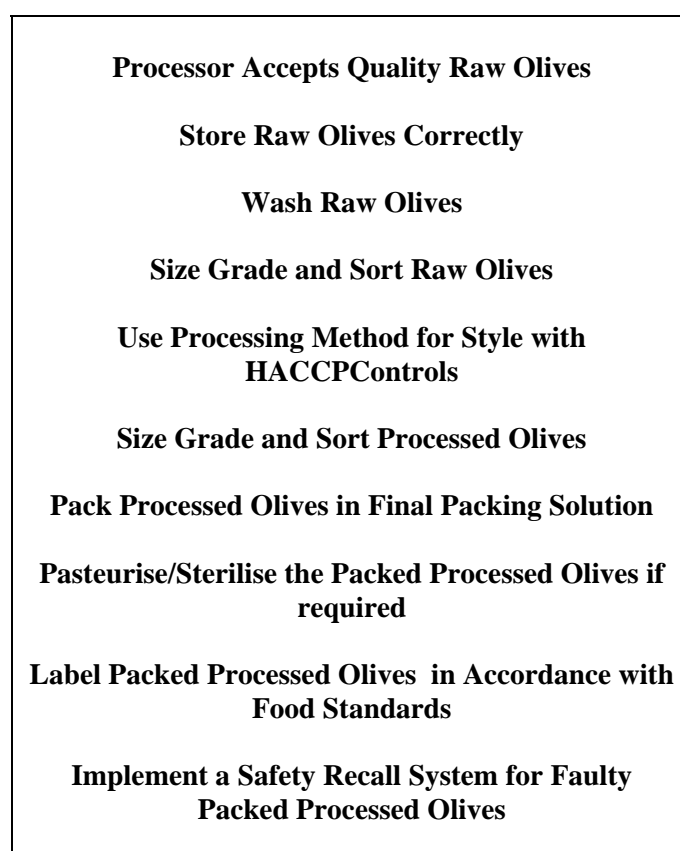 Processor Accepts Quality Raw Olives
Store Raw Olives Correctly
Wash Raw Olives
Size Grade and Sort Raw Olives
Use Processing Method for Style with
HACCPControls
Size Grade and Sort Processed Olives
Pack Processed Olives in Final Packing Solution
Pasteurise/Sterilise the Packed Processed Olives if
required
Label Packed Processed Olives  in Accordance with
Food Standards
Implement a Safety Recall System for Faulty
Packed Processed Olives